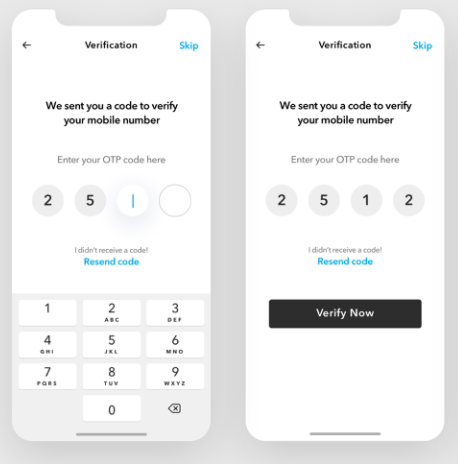 Verification
Skip
We sent you a code to verify
your mobile number
Enter your OTP code here
2 5
I didn't receive a code!
Resend code
1 2 3
ABC DEF
4 5 6
GHI JKL MNO
7 8 9
PQRS TUV WXYZ
0
Verification
Skip
We sent you a code to verify
your mobile number
Enter your OTP code here
2 5 1 2
I didn't receive a code!
Resend code
Verify Now